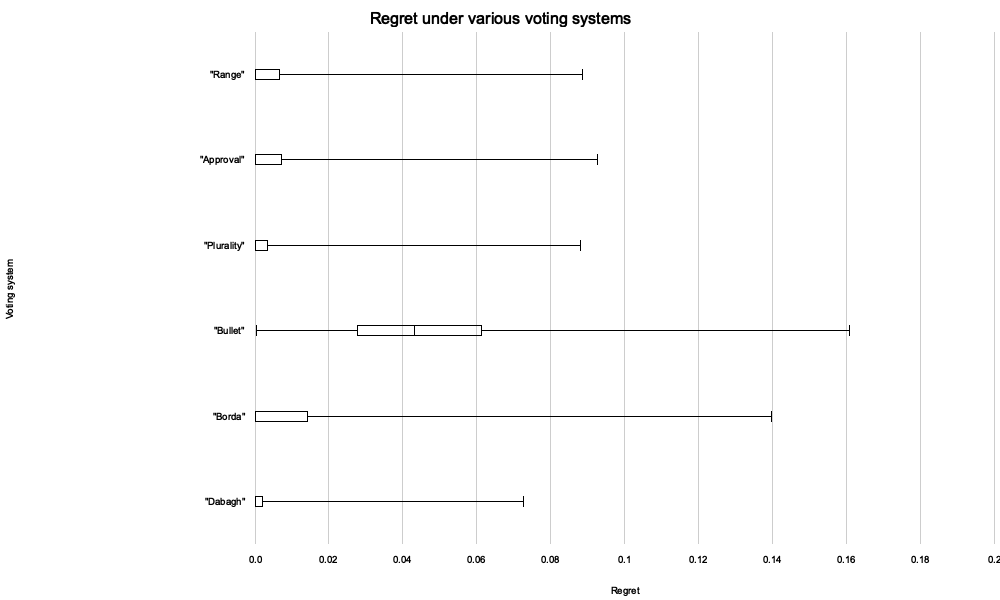 Regret under various voting systems
"Range"
"Approval"
"Plurality"
Voting system
"Bullet"
"Borda"
"Dabagh"
0.0 0.02 0.04 0.06 0.08 0.1 0.12 0.14 0.16 0.18 0.2
Regret